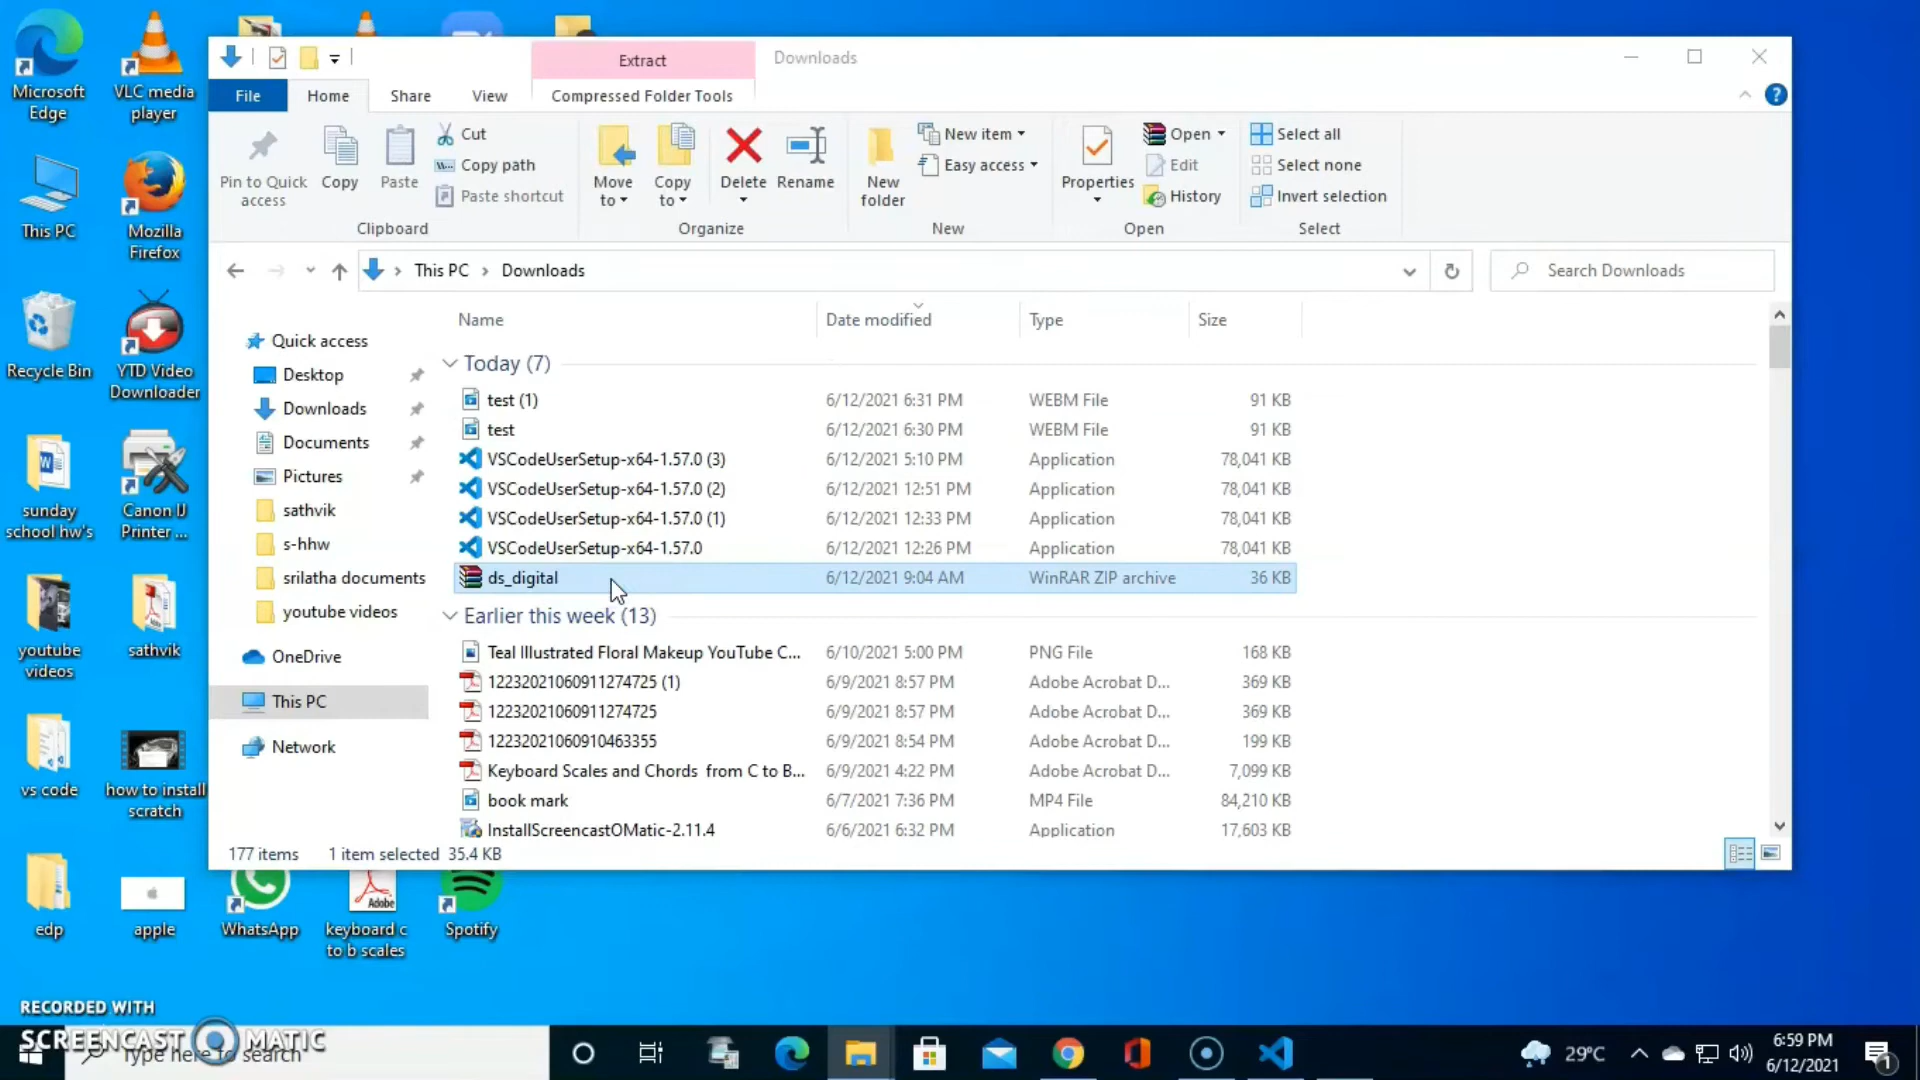 Microsoft Edge
VLC media player
This PC
Mozilla Firefox
Recycle Bin
YTD Video Downloader
sunday school hw's
Canon IJ Printer ...
youtube videos
sathvik
vs code
how to install scratch
edp
apple
WhatsApp
keyboard c to b scales
Spotify
Adobe
Extract
Downloads
File
Home
Share
View
Compressed Folder Tools
Pin to Quick access
Copy
Paste
Cut
Copy path
Paste shortcut
Clipboard
Move to
Copy to
Delete
Rename
Organize
New folder
New item
Easy access
New
Properties
Open
Edit
History
Open
Select all
Select none
Invert selection
Select
This PC > Downloads
Search Downloads
Name Date modified Type Size
Quick access
Desktop
Downloads
Documents
Pictures
sathvik
s-hhw
srilatha documents
youtube videos
OneDrive
This PC
Network
Today (7)
test (1) 6/12/2021 6:31 PM WEBM File 91 KB
test 6/12/2021 6:30 PM WEBM File 91 KB
VSCodeUserSetup-x64-1.57.0 (3) 6/12/2021 5:10 PM Application 78,041 KB
VSCodeUserSetup-x64-1.57.0 (2) 6/12/2021 12:51 PM Application 78,041 KB
VSCodeUserSetup-x64-1.57.0 (1) 6/12/2021 12:33 PM Application 78,041 KB
VSCodeUserSetup-x64-1.57.0 6/12/2021 12:26 PM Application 78,041 KB
ds_digital 6/12/2021 9:04 AM WinRAR ZIP archive 36 KB
Earlier this week (13)
Teal Illustrated Floral Makeup YouTube C... 6/10/2021 5:00 PM PNG File 168 KB
12232021060911274725 (1) 6/9/2021 8:57 PM Adobe Acrobat D... 369 KB
12232021060911274725 6/9/2021 8:57 PM Adobe Acrobat D... 369 KB
12232021060910463355 6/9/2021 8:54 PM Adobe Acrobat D... 199 KB
Keyboard Scales and Chords from C to B... 6/9/2021 4:22 PM Adobe Acrobat D... 7,099 KB
book mark 6/7/2021 7:36 PM MP4 File 84,210 KB
InstallScreencastOMatic-2.11.4 6/6/2021 6:32 PM Application 17,603 KB
177 items 1 item selected 35.4 KB
RECORDED WITH
SCREENCAST MATIC
Type here to search
29°C
6:59 PM
6/12/2021
1